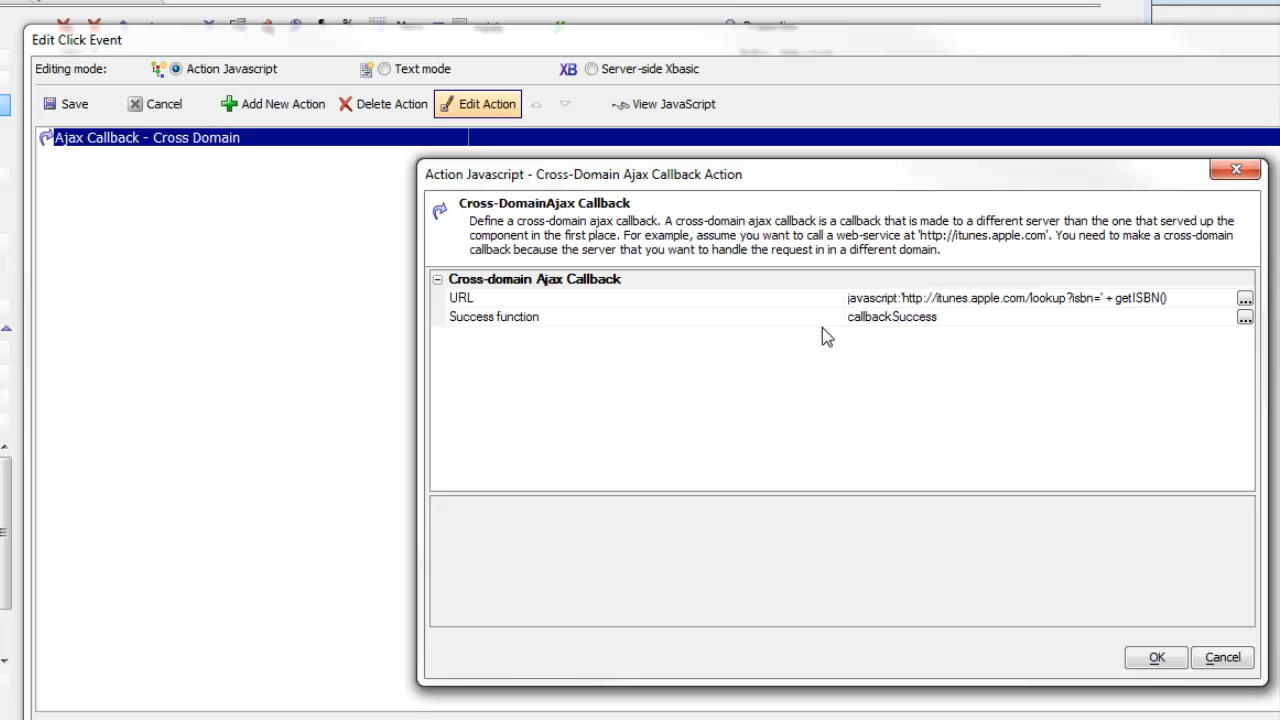 Edit Click Event
Editing mode: Action Javascript Text mode XB Server-side Xbasic
Save Cancel Add New Action Delete Action Edit Action View JavaScript
Ajax Callback - Cross Domain
Action Javascript - Cross-Domain Ajax Callback Action
Cross-DomainAjax Callback
Define a cross-domain ajax callback. A cross-domain ajax callback is a callback that is made to a different server than the one that served up the
component in the first place. For example, assume you want to call a web-service at 'http://itunes.apple.com'. You need to make a cross-domain
callback because the server that you want to handle the request in in a different domain.
Cross-domain Ajax Callback
URL javascript:'http://itunes.apple.com/lookup?isbn=' + getISBN()
Success function callbackSuccess
OK Cancel